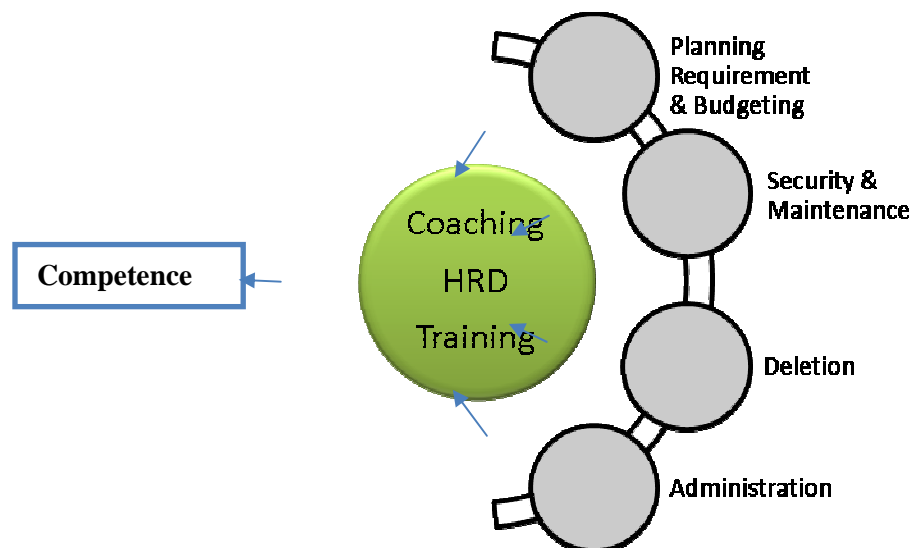 Planning
Requirement
& Budgeting
Security &
Maintenance
Coaching
HRD
Training
Competence
Deletion
Administration